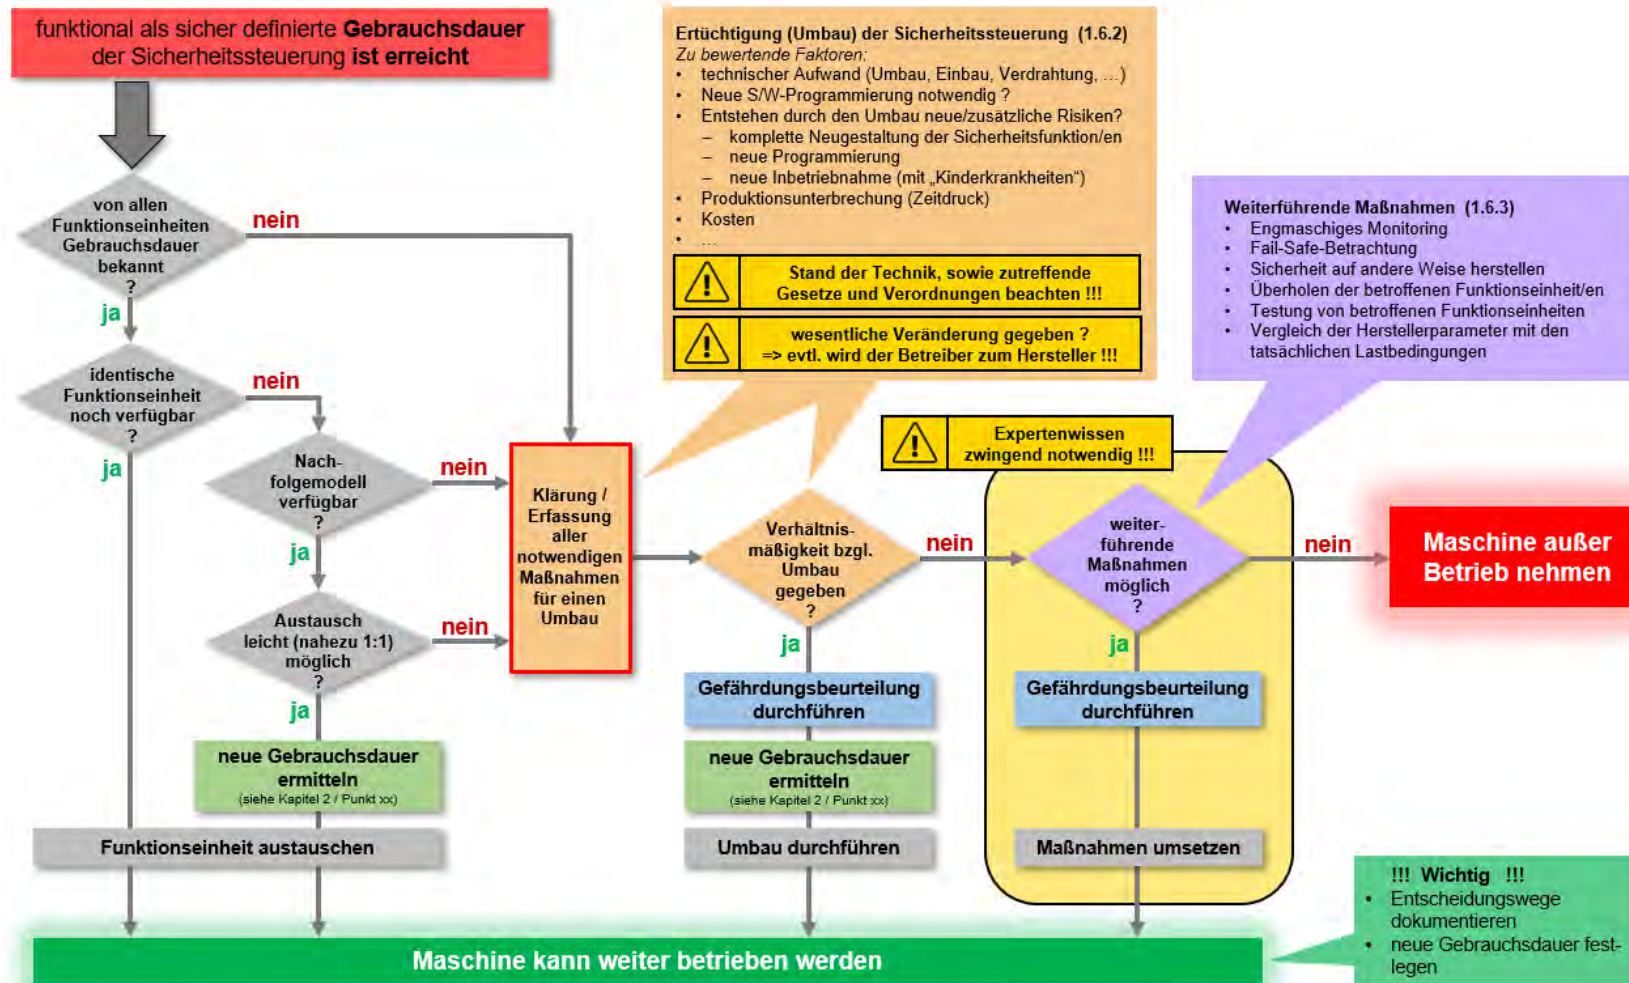 funktional als sicher definierte Gebrauchsdauer
der Sicherheitssteuerung ist erreicht
Ertüchtigung (Umbau) der Sicherheitssteuerung (1.6.2)
Zu bewertende Faktoren:
• technischer Aufwand (Umbau, Einbau, Verdrahtung, …)
• Neue S/W-Programmierung notwendig ?
• Entstehen durch den Umbau neue/zusätzliche Risiken?
– komplette Neugestaltung der Sicherheitsfunktion/en
– neue Programmierung
– neue Inbetriebnahme (mit „Kinderkrankheiten“)
• Produktionsunterbrechung (Zeitdruck)
• Kosten
• …
Stand der Technik, sowie zutreffende
Gesetze und Verordnungen beachten !!!
wesentliche Veränderung gegeben ?
=> evtl. wird der Betreiber zum Hersteller !!!
Weiterführende Maßnahmen (1.6.3)
• Engmaschiges Monitoring
• Fail-Safe-Betrachtung
• Sicherheit auf andere Weise herstellen
• Überholen der betroffenen Funktionseinheit/en
• Testung von betroffenen Funktionseinheiten
• Vergleich der Herstellerparameter mit den
tatsächlichen Lastbedingungen
von allen
Funktionseinheiten
Gebrauchsdauer
bekannt
?
nein
ja
identische
Funktionseinheit
noch verfügbar
?
nein
ja
Nach-
folgemodell
verfügbar
?
nein
ja
Austausch
leicht (nahezu 1:1)
möglich
?
nein
ja
Klärung /
Erfassung
aller
notwendigen
Maßnahmen
für einen
Umbau
Verhältnis-
mäßigkeit bzgl.
Umbau
gegeben
?
nein
ja
Expertenwissen
zwingend notwendig !!!
weiter-
führende
Maßnahmen
möglich
?
nein
ja
Maschine außer
Betrieb nehmen
neue Gebrauchsdauer
ermitteln
(siehe Kapitel 2 / Punkt xx)
Funktionseinheit austauschen
Gefährdungsbeurteilung
durchführen
neue Gebrauchsdauer
ermitteln
(siehe Kapitel 2 / Punkt xx)
Umbau durchführen
Gefährdungsbeurteilung
durchführen
Maßnahmen umsetzen
!!! Wichtig !!!
• Entscheidungswege
dokumentieren
• neue Gebrauchsdauer fest-
legen
Maschine kann weiter betrieben werden